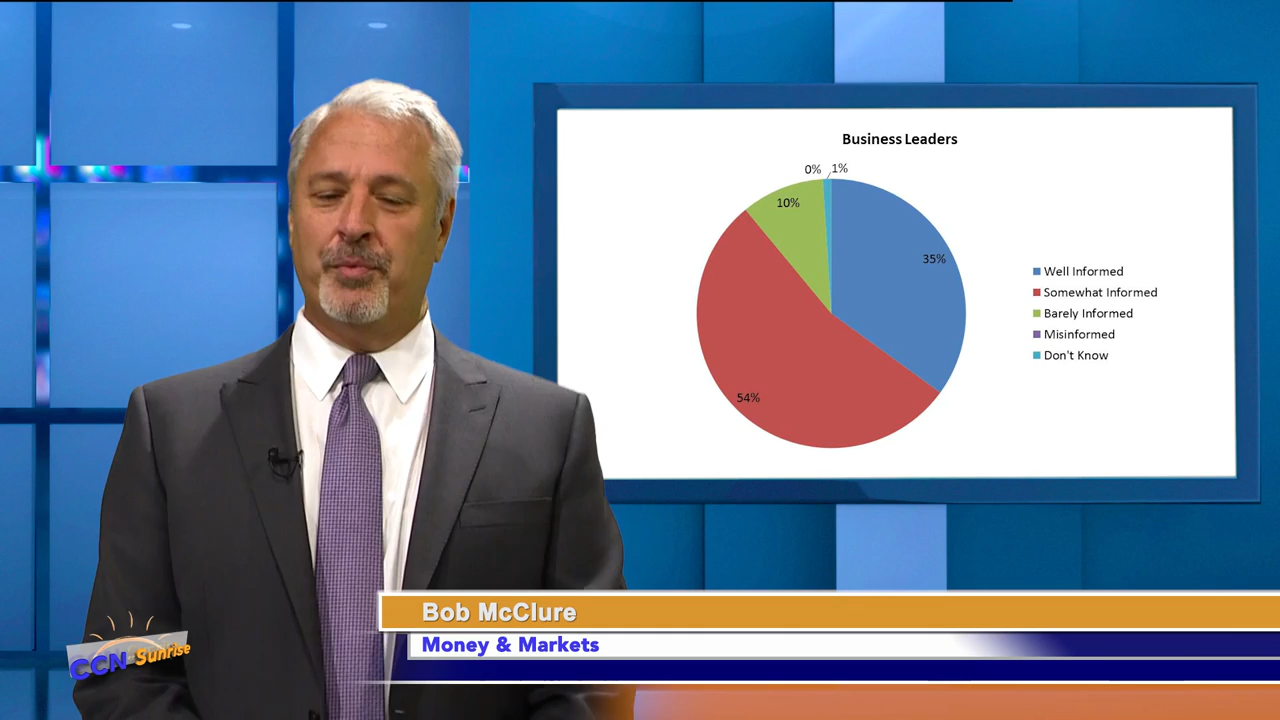 Business Leaders
0%
1%
10%
35%
54%
Well Informed
Somewhat Informed
Barely Informed
Misinformed
Don't Know
Bob McClure
Money & Markets
CCN Sunrise